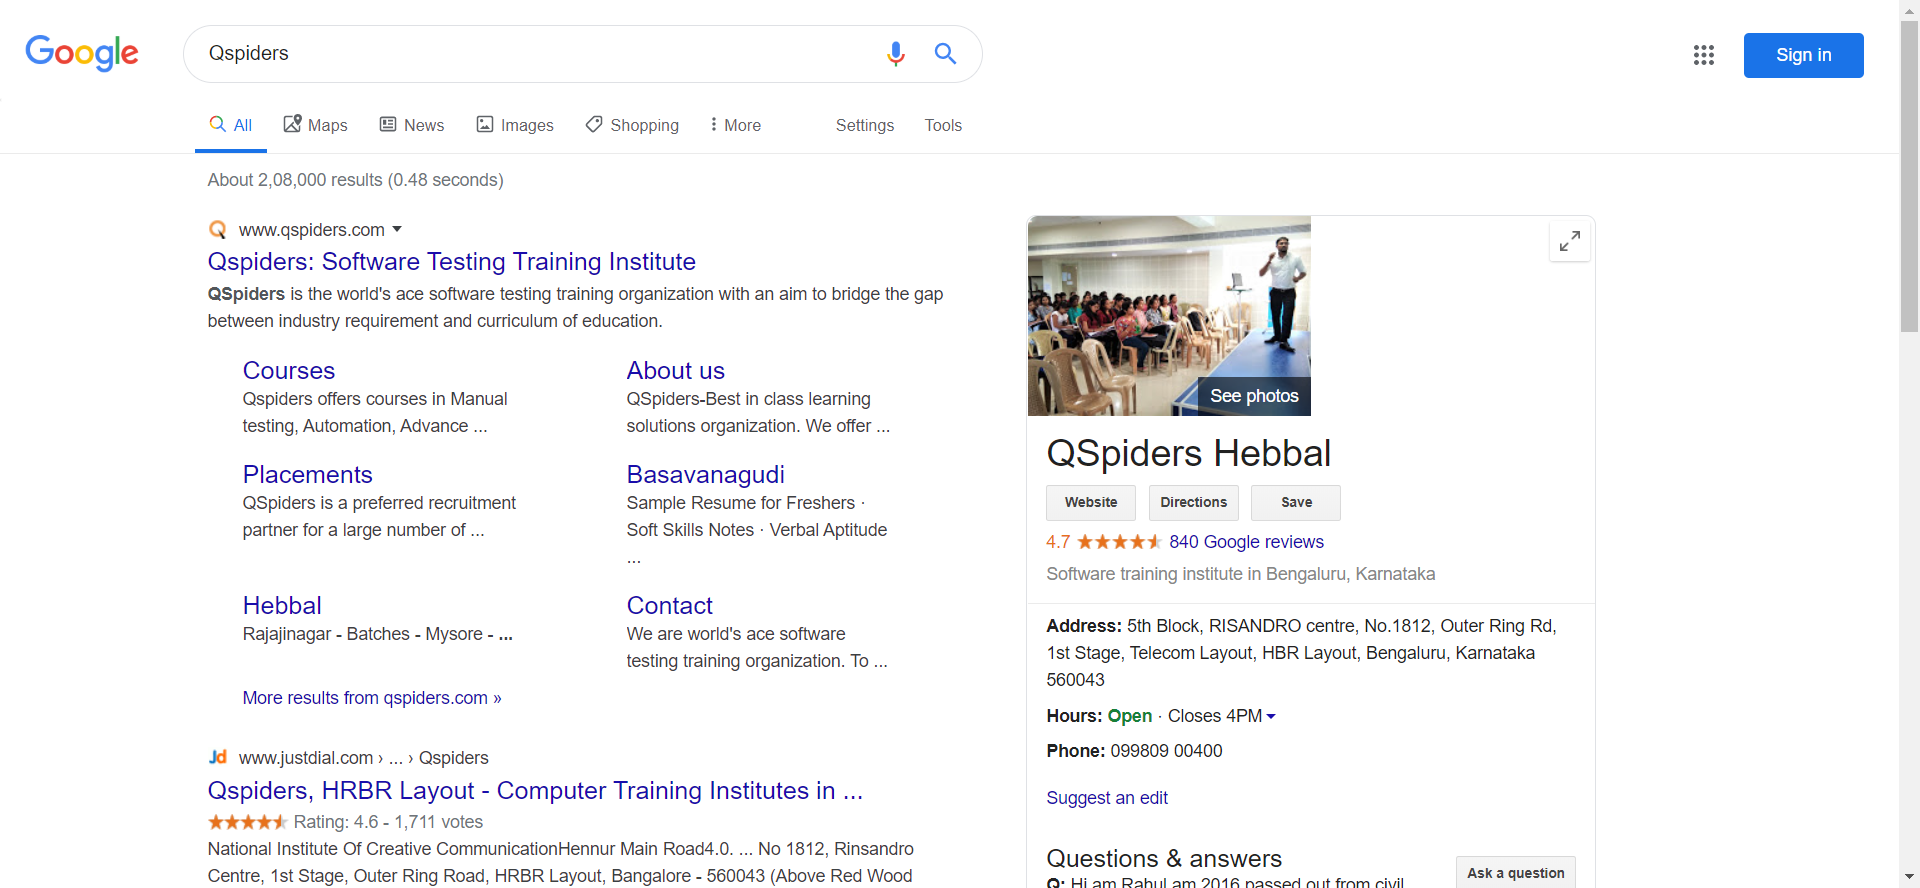 Google
Qspiders
Sign in
All Maps News Images Shopping More Settings Tools
About 2,08,000 results (0.48 seconds)
www.qspiders.com
Qspiders: Software Testing Training Institute
QSpiders is the world's ace software testing training organization with an aim to bridge the gap
between industry requirement and curriculum of education.
Courses
Qspiders offers courses in Manual
testing, Automation, Advance ...
About us
QSpiders-Best in class learning
solutions organization. We offer ...
Placements
QSpiders is a preferred recruitment
partner for a large number of ...
Basavanagudi
Sample Resume for Freshers ·
Soft Skills Notes · Verbal Aptitude
...
Hebbal
Rajajinagar - Batches - Mysore - ...
Contact
We are world's ace software
testing training organization. To ...
More results from qspiders.com »
Jd www.justdial.com › ... › Qspiders
Qspiders, HRBR Layout - Computer Training Institutes in ...
Rating: 4.6 - 1,711 votes
National Institute Of Creative CommunicationHennur Main Road4.0. ... No 1812, Rinsandro
Centre, 1st Stage, Outer Ring Road, HRBR Layout, Bangalore - 560043 (Above Red Wood
See photos
QSpiders Hebbal
Website Directions Save
4.7 840 Google reviews
Software training institute in Bengaluru, Karnataka
Address: 5th Block, RISANDRO centre, No.1812, Outer Ring Rd,
1st Stage, Telecom Layout, HBR Layout, Bengaluru, Karnataka
560043
Hours: Open · Closes 4PM
Phone: 099809 00400
Suggest an edit
Questions & answers
Ask a question
Q: Hi am Rahul am 2016 passed out from civil